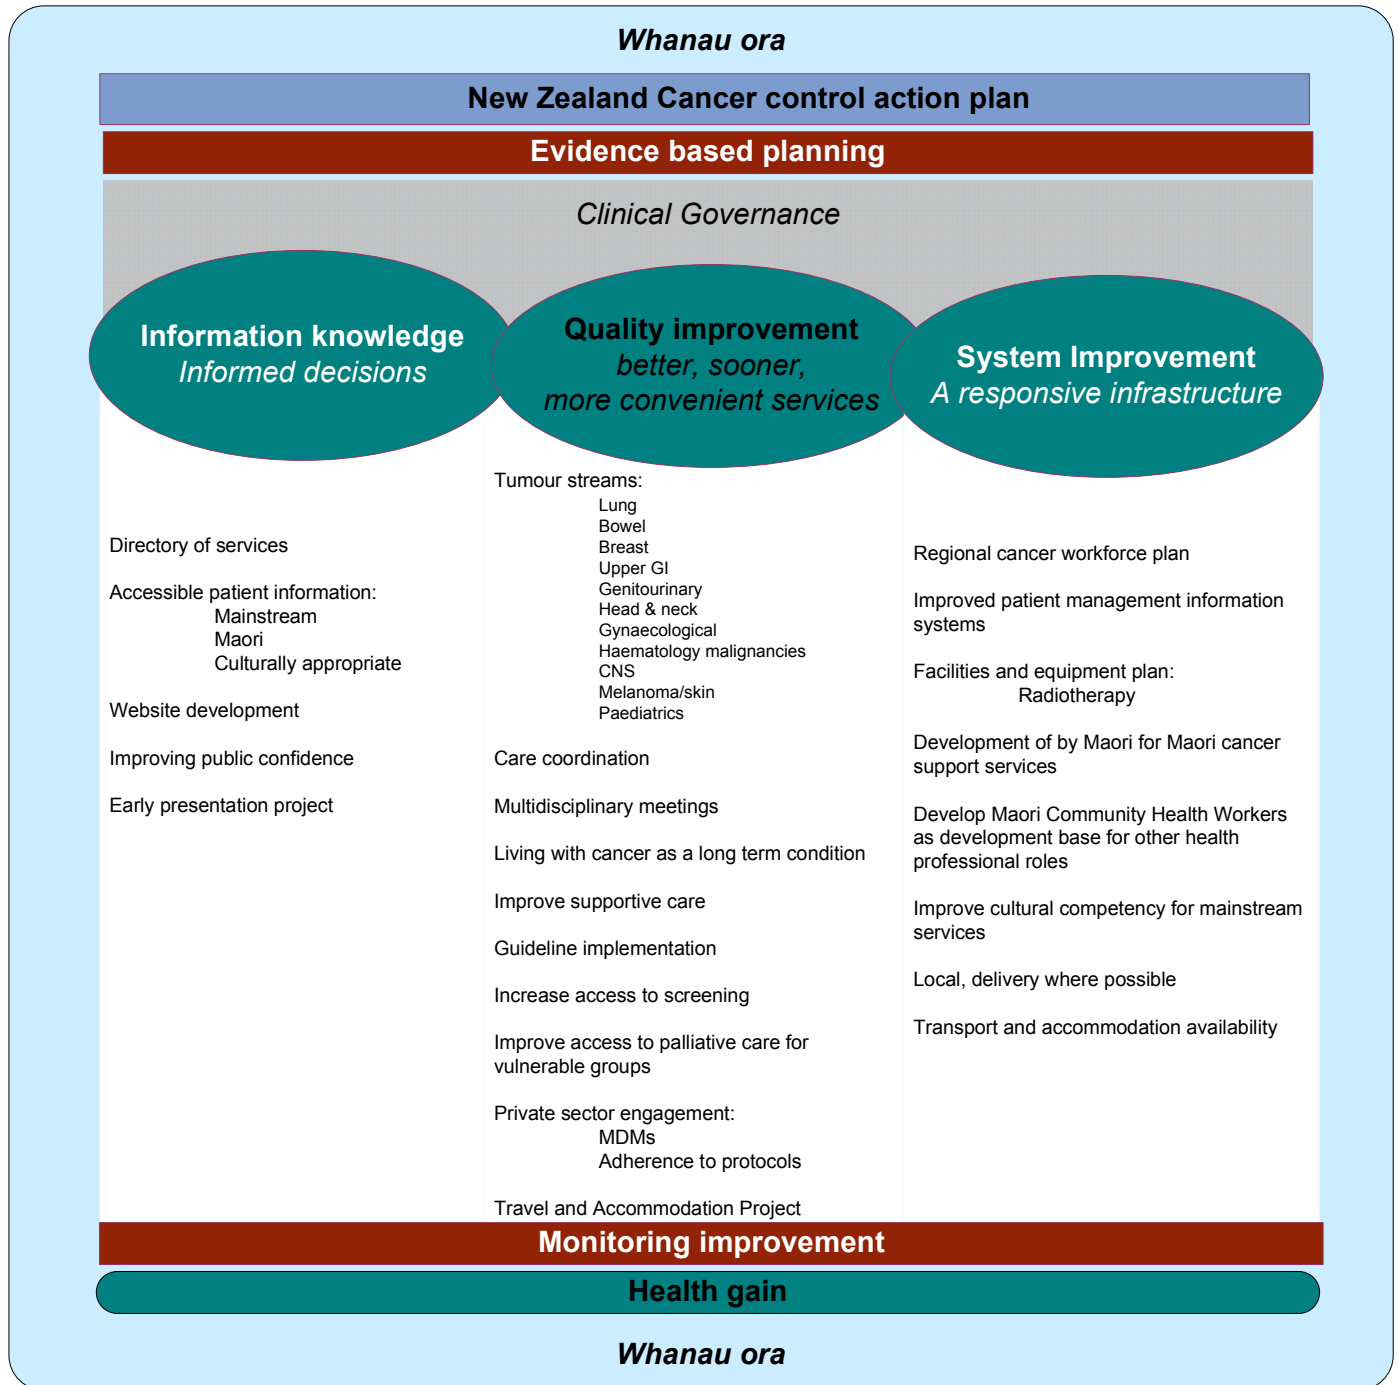 Whanau ora
New Zealand Cancer control action plan
Evidence based planning
Clinical Governance
Information knowledge
Informed decisions
Quality improvement
better, sooner,
more convenient services
System Improvement
A responsive infrastructure
Directory of services
Accessible patient information:
Mainstream
Maori
Culturally appropriate
Website development
Improving public confidence
Early presentation project
Tumour streams:
Lung
Bowel
Breast
Upper GI
Genitourinary
Head & neck
Gynaecological
Haematology malignancies
CNS
Melanoma/skin
Paediatrics
Care coordination
Multidisciplinary meetings
Living with cancer as a long term condition
Improve supportive care
Guideline implementation
Increase access to screening
Improve access to palliative care for
vulnerable groups
Private sector engagement:
MDMs
Adherence to protocols
Travel and Accommodation Project
Regional cancer workforce plan
Improved patient management information
systems
Facilities and equipment plan:
Radiotherapy
Development of by Maori for Maori cancer
support services
Develop Maori Community Health Workers
as development base for other health
professional roles
Improve cultural competency for mainstream
services
Local, delivery where possible
Transport and accommodation availability
Monitoring improvement
Health gain
Whanau ora